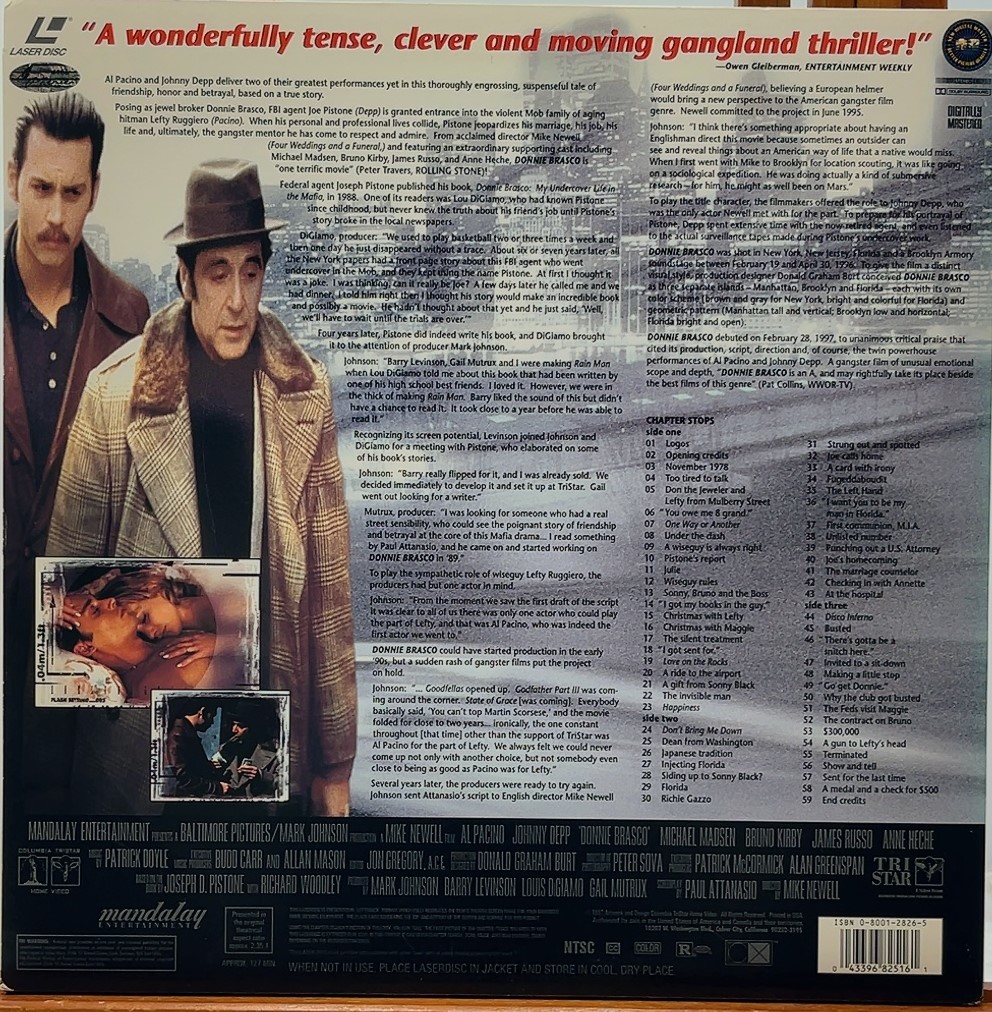 LASER DISC
"A wonderfully tense, clever and moving gangland thriller!"
—Owen Gleiberman, ENTERTAINMENT WEEKLY
Al Pacino and Johnny Depp deliver two of their greatest performances yet in this thoroughly engrossing, suspenseful tale of
friendship, honor and betrayal, based on a true story.
Posing as jewel broker Donnie Brasco, FBI agent Joe Pistone (Depp) is granted entrance into the violent Mob family of aging
hitman Lefty Ruggiero (Pacino). When his personal and professional lives collide, Pistone jeopardizes his marriage, his job, his
life and, ultimately, the gangster mentor he has come to respect and admire. From acclaimed director Mike Newell
(Four Weddings and a Funeral,) and featuring an extraordinary supporting cast including
Michael Madsen, Bruno Kirby, James Russo, and Anne Heche, DONNIE BRASCO is
"one terrific movie" (Peter Travers, ROLLING STONE)!
Federal agent Joseph Pistone published his book, Donnie Brasco: My Undercover Life in
the Mafia, in 1988. One of its readers was Lou DiGiamo, who had known Pistone
since childhood, but never knew the truth about his friend's job until Pistone's
story broke in the local newspapers.
DiGiamo, producer: "We used to play basketball two or three times a week and
then one day he just disappeared without a trace. About six or seven years later, all
the New York papers had a front page story about this FBI agent who went
undercover in the Mob, and they kept using the name Pistone. At first I thought it
was a joke. I was thinking, can it really be Joe? A few days later he called me and we
had dinner. I told him right then I thought his story would make an incredible book
and possibly a movie. He hadn't thought about that yet and he just said, 'Well,
we'll have to wait until the trials are over.'"
Four years later, Pistone did indeed write his book, and DiGiamo brought
it to the attention of producer Mark Johnson.
Johnson: "Barry Levinson, Gail Mutrux and I were making Rain Man
when Lou DiGiamo told me about this book that had been written by
one of his high school best friends. I loved it. However, we were in
the thick of making Rain Man. Barry liked the sound of this but didn't
have a chance to read it. It took close to a year before he was able to
read it."
Recognizing its screen potential, Levinson joined Johnson and
DiGiamo for a meeting with Pistone, who elaborated on some
of his book's stories.
Johnson: "Barry really flipped for it, and I was already sold. We
decided immediately to develop it and set it up at TriStar. Gail
went out looking for a writer."
Mutrux, producer: "I was looking for someone who had a real
street sensibility, who could see the poignant story of friendship
and betrayal at the core of this Mafia drama... I read something
by Paul Attanasio, and he came on and started working on
DONNIE BRASCO in '89."
To play the sympathetic role of wiseguy Lefty Ruggiero, the
producers had but one actor in mind.
Johnson: "From the moment we saw the first draft of the script
it was clear to all of us there was only one actor who could play
the part of Lefty, and that was Al Pacino, who was indeed the
first actor we went to."
DONNIE BRASCO could have started production in the early
'90s, but a sudden rash of gangster films put the project
on hold.
Johnson: "... Goodfellas opened up. Godfather Part III was com-
ing around the corner. State of Grace [was coming]. Everybody
basically said, 'You can't top Martin Scorsese,' and the movie
folded for close to two years... ironically, the one constant
throughout [that time] other than the support of TriStar was
Al Pacino for the part of Lefty. We always felt we could never
come up not only with another choice, but not somebody even
close to being as good as Pacino was for Lefty."
Several years later, the producers were ready to try again.
Johnson sent Attanasio's script to English director Mike Newell
(Four Weddings and a Funeral), believing a European helmer
would bring a new perspective to the American gangster film
genre. Newell committed to the project in June 1995.
Johnson: "I think there's something appropriate about having an
Englishman direct this movie because sometimes an outsider can
see and reveal things about an American way of life that a native would miss.
When I first went with Mike to Brooklyn for location scouting, it was like going
on a sociological expedition. He was doing actually a kind of submersive
research—for him, he might as well been on Mars."
To play the title character, the filmmakers offered the role to Johnny Depp, who
was the only actor Newell met with for the part. To prepare for his portrayal of
Pistone, Depp spent extensive time with the now retired agent, and even listened
to the actual surveillance tapes made during Pistone's undercover work.
DONNIE BRASCO was shot in New York, New Jersey, Florida and a Brooklyn Armory
soundstage between February 19 and April 30, 1996. To give the film a distinct
visual style, production designer Donald Graham Burt conceived DONNIE BRASCO
as three separate islands – Manhattan, Brooklyn and Florida – each with its own
color scheme (brown and gray for New York, bright and colorful for Florida) and
geometric pattern (Manhattan tall and vertical; Brooklyn low and horizontal;
Florida bright and open).
DONNIE BRASCO debuted on February 28, 1997, to unanimous critical praise that
cited its production, script, direction and, of course, the twin powerhouse
performances of Al Pacino and Johnny Depp. A gangster film of unusual emotional
scope and depth, "DONNIE BRASCO is an A, and may rightfully take its place beside
the best films of this genre" (Pat Collins, WWOR-TV).
DOLBY SURROUND
DIGITALLY
MASTERED
CHAPTER STOPS
side one
01 Logos
02 Opening credits
03 November 1978
04 Too tired to talk
05 Don the Jeweler and
Lefty from Mulberry Street
06 "You owe me 8 grand."
07 One Way or Another
08 Under the dash
09 A wiseguy is always right
10 Pistone's report
11 Julie
12 Wiseguy rules
13 Sonny, Bruno and the Boss
14 "I got my hooks in the guy."
15 Christmas with Lefty
16 Christmas with Maggie
17 The silent treatment
18 "I got sent for."
19 Love on the Rocks
20 A ride to the airport
21 A gift from Sonny Black
22 The invisible man
23 Happiness
side two
24 Don't Bring Me Down
25 Dean from Washington
26 Japanese tradition
27 Injecting Florida
28 Siding up to Sonny Black?
29 Florida
30 Richie Gazzo
31 Strung out and spotted
32 Joe calls home
33 A card with irony
34 Fugeddaboudit
35 The Left Hand
36 "I want you to be my
man in Florida."
37 First communion, M.I.A.
38 Unlisted number
39 Punching out a U.S. Attorney
40 Joe's homecoming
41 The marriage counselor
42 Checking in with Annette
43 At the hospital
side three
44 Disco Inferno
45 Busted
46 "There's gotta be a
snitch here."
47 Invited to a sit-down
48 Making a little stop
49 "Go get Donnie."
50 Why the club got busted
51 The Feds visit Maggie
52 The contract on Bruno
53 $300,000
54 A gun to Lefty's head
55 Terminated
56 Show and tell
57 Sent for the last time
58 A medal and a check for $500
59 End credits
.04m/1.3ft
MANDALAY ENTERTAINMENT PRESENTS A BALTIMORE PICTURES/MARK JOHNSON PRODUCTION A MIKE NEWELL FILM AL PACINO JOHNNY DEPP "DONNIE BRASCO" MICHAEL MADSEN BRUNO KIRBY JAMES RUSSO ANNE HECHE
PATRICK DOYLE BUDD CARR AND ALLAN MASON JON GREGORY, A.C.E. DONALD GRAHAM BURT PETER SOVA PATRICK McCORMICK ALAN GREENSPAN
JOSEPH D. PISTONE WITH RICHARD WOODLEY MARK JOHNSON BARRY LEVINSON LOUIS DIGIAMO GAIL MUTRUX PAUL ATTANASIO MIKE NEWELL
COLUMBIA TRISTAR
HOME VIDEO
TRI
STAR
mandalay
ENTERTAINMENT
Presented in
the original
theatrical
aspect ratio
NTSC CC COLOR R
WHEN NOT IN USE, PLACE LASERDISC IN JACKET AND STORE IN COOL, DRY PLACE
ISBN 0-8001-2826-5
0 43396 82516 1